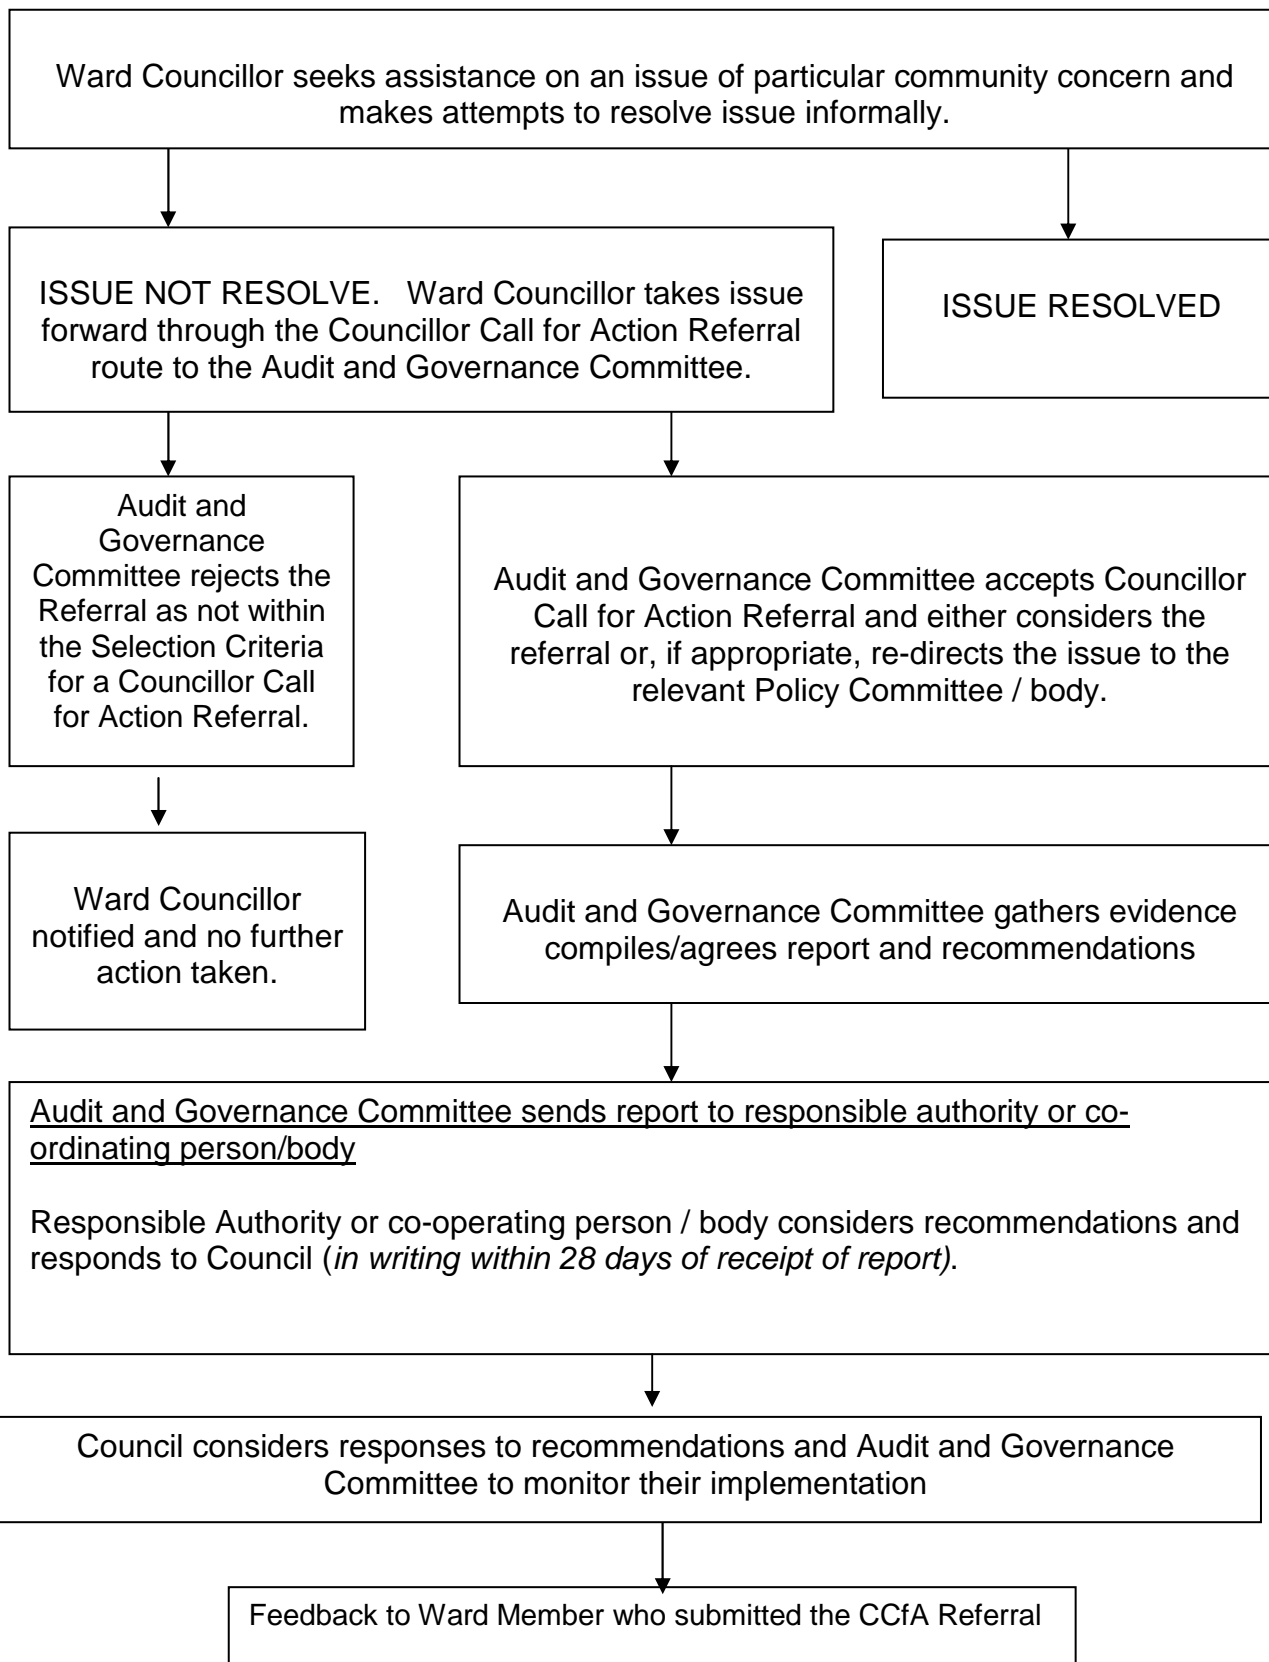 Ward Councillor seeks assistance on an issue of particular community concern and
makes attempts to resolve issue informally.
ISSUE NOT RESOLVE.   Ward Councillor takes issue
forward through the Councillor Call for Action Referral
route to the Audit and Governance Committee.
ISSUE RESOLVED
Audit and
Governance
Committee rejects the
Referral as not within
the Selection Criteria
for a Councillor Call
for Action Referral.
Audit and Governance Committee accepts Councillor
Call for Action Referral and either considers the
referral or, if appropriate, re-directs the issue to the
relevant Policy Committee / body.
Ward Councillor
notified and no further
action taken.
Audit and Governance Committee gathers evidence
compiles/agrees report and recommendations
Audit and Governance Committee sends report to responsible authority or co-
ordinating person/body
Responsible Authority or co-operating person / body considers recommendations and
responds to Council (in writing within 28 days of receipt of report).
Council considers responses to recommendations and Audit and Governance
Committee to monitor their implementation
Feedback to Ward Member who submitted the CCfA Referral